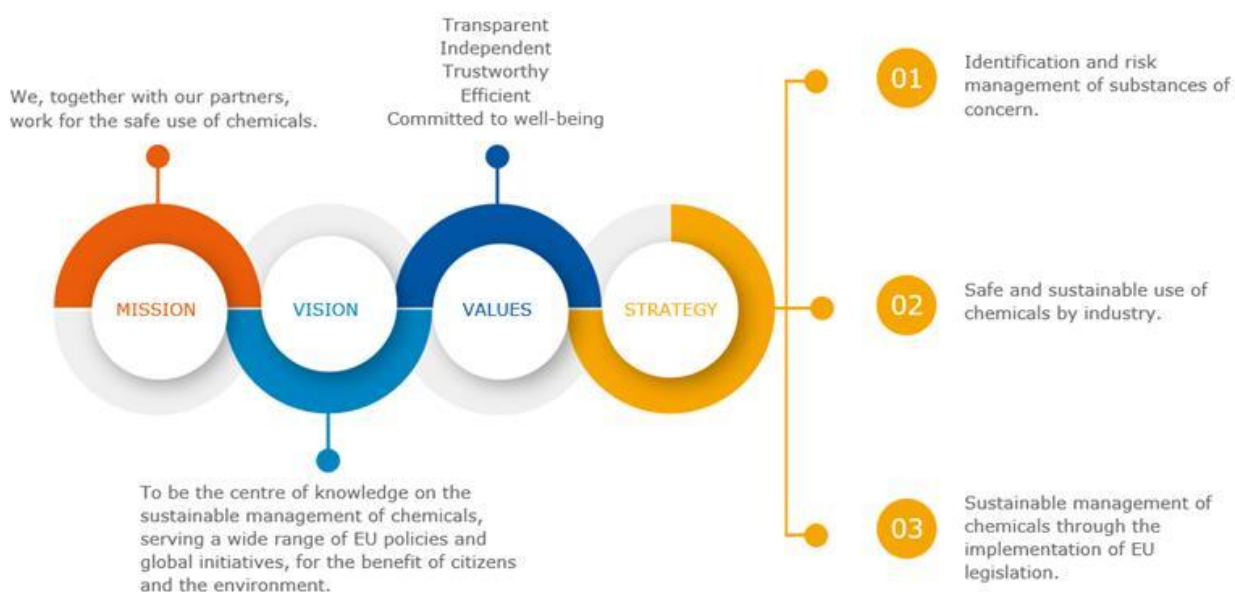 Transparent
Independent
Trustworthy
Efficient
Committed to well-being
We, together with our partners,
work for the safe use of chemicals.
MISSION
VISION
VALUES
STRATEGY
To be the centre of knowledge on the
sustainable management of chemicals,
serving a wide range of EU policies and
global initiatives, for the benefit of citizens
and the environment.
01
Identification and risk
management of substances of
concern.
02
Safe and sustainable use of
chemicals by industry.
03
Sustainable management of
chemicals through the
implementation of EU
legislation.